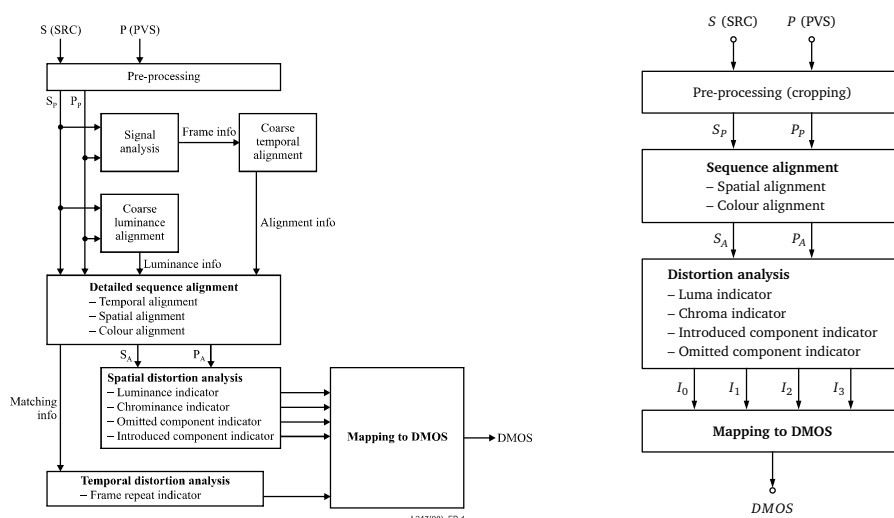 S (SRC)
P (PVS)
Pre-processing
S_P
P_P
Signal
analysis
Frame info
Coarse
temporal
alignment
Coarse
luminance
alignment
Alignment info
Luminance info
Detailed sequence alignment
– Temporal alignment
– Spatial alignment
– Colour alignment
S_A
P_A
Matching
info
Spatial distortion analysis
– Luminance indicator
– Chrominance indicator
– Omitted component indicator
– Introduced component indicator
Mapping to DMOS
DMOS
Temporal distortion analysis
– Frame repeat indicator
S (SRC)
P (PVS)
Pre-processing (cropping)
S_P
P_P
Sequence alignment
– Spatial alignment
– Colour alignment
S_A
P_A
Distortion analysis
– Luma indicator
– Chroma indicator
– Introduced component indicator
– Omitted component indicator
I_0
I_1
I_2
I_3
Mapping to DMOS
DMOS